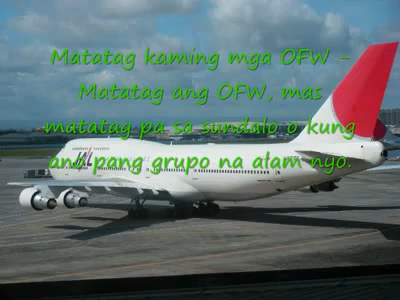 Matatag kaming mga OFW -
Matatag ang OFW, mas
matatag pa sa sundalo o kung
ano pang grupo na alam nyo.
JAL